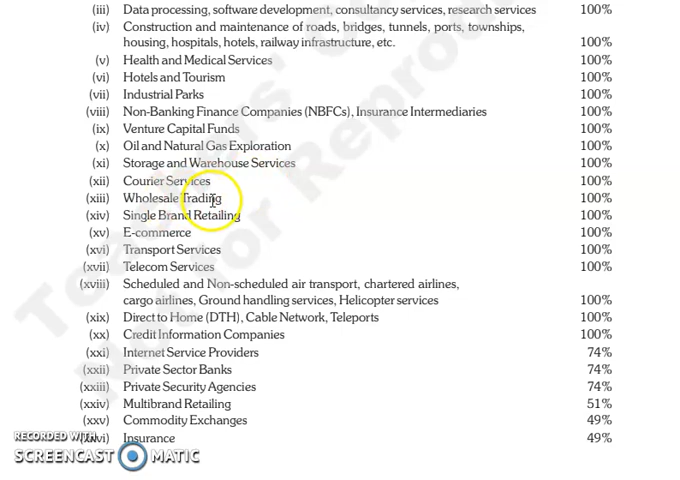 (iii) Data processing, software development, consultancy services, research services 100%
(iv) Construction and maintenance of roads, bridges, tunnels, ports, townships,
housing, hospitals, hotels, railway infrastructure, etc. 100%
(v) Health and Medical Services 100%
(vi) Hotels and Tourism 100%
(vii) Industrial Parks 100%
(viii) Non-Banking Finance Companies (NBFCs), Insurance Intermediaries 100%
(ix) Venture Capital Funds 100%
(x) Oil and Natural Gas Exploration 100%
(xi) Storage and Warehouse Services 100%
(xii) Courier Services 100%
(xiii) Wholesale Trading 100%
(xiv) Single Brand Retailing 100%
(xv) E-commerce 100%
(xvi) Transport Services 100%
(xvii) Telecom Services 100%
(xviii) Scheduled and Non-scheduled air transport, chartered airlines,
cargo airlines, Ground handling services, Helicopter services 100%
(xix) Direct to Home (DTH), Cable Network, Teleports 100%
(xx) Credit Information Companies 100%
(xxi) Internet Service Providers 74%
(xxii) Private Sector Banks 74%
(xxiii) Private Security Agencies 74%
(xxiv) Multibrand Retailing 51%
(xxv) Commodity Exchanges 49%
(xxvi) Insurance 49%
RECORDED WITH
SCREENCAST MATIC